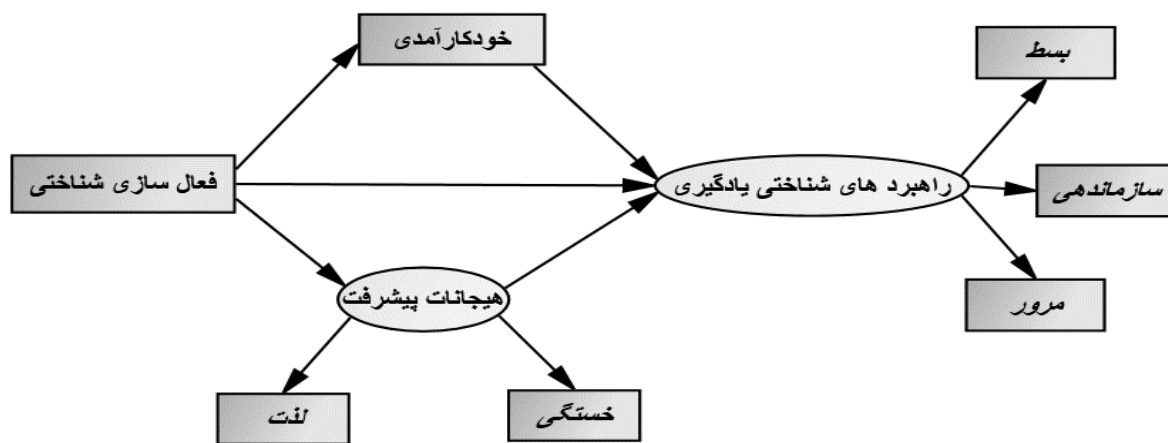 خودکارآمدی
بسط
فعال سازی شناختی
راهبرد های شناختی یادگیری
سازماندهی
هیجانات پیشرفت
مرور
لذت
خستگی